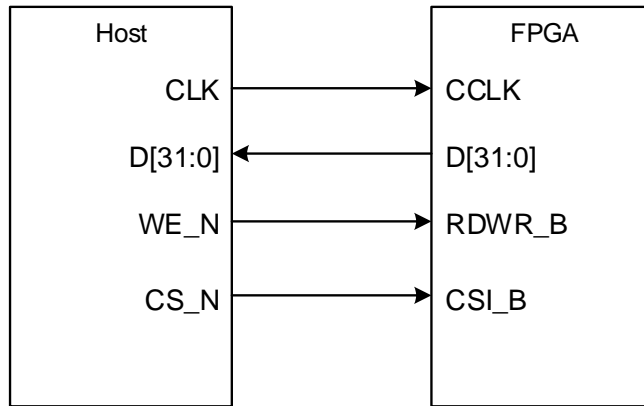 Host
FPGA
CLK
CCLK
D[31:0]
D[31:0]
WE_N
RDWR_B
CS_N
CSI_B